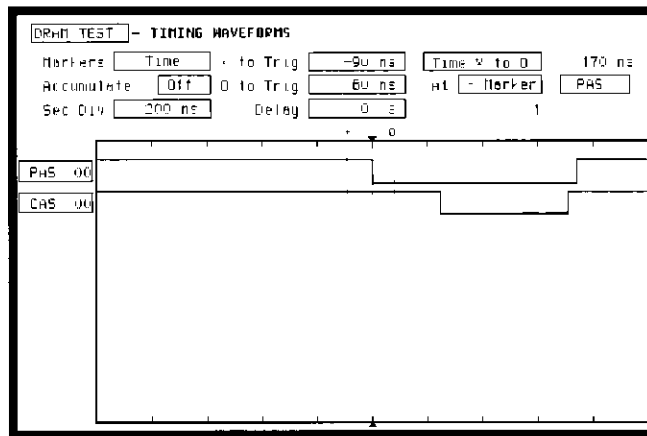 DRAM TEST - TIMING WAVEFORMS
Markers Time x to Trig -90 ns Time X to O 170 ns
Accumulate Off O to Trig 80 ns At Marker RAS 1
Sec/Div 200 ns Delay 0 s
x O
RAS 00
CAS 00